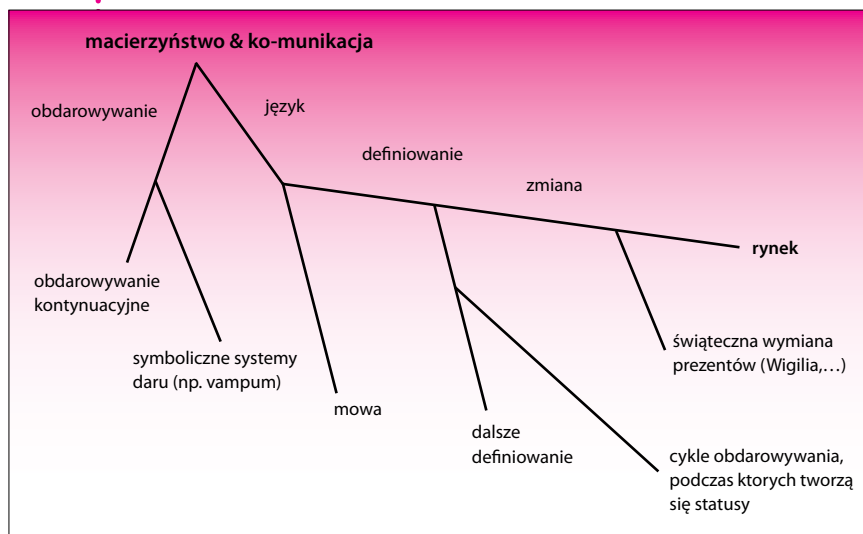 macierzyństwo & ko-munikacja
obdarowywanie
język
definiowanie
zmiana
rynek
obdarowywanie
kontynuacyjne
symboliczne systemy
daru (np. vampum)
mowa
dalsze
definiowanie
świąteczna wymiana
prezentów (Wigilia,…)
cykle obdarowywania,
podczas ktorych tworzą
się statusy